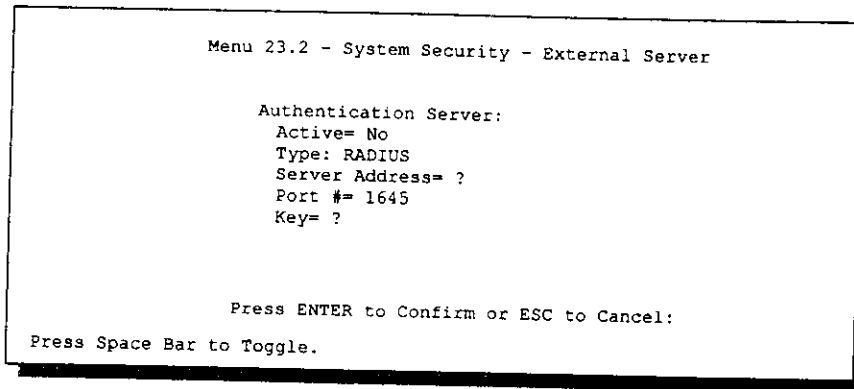 Menu 23.2 - System Security - External Server
Authentication Server:
Active= No
Type: RADIUS
Server Address= ?
Port #= 1645
Key= ?
Press ENTER to Confirm or ESC to Cancel:
Press Space Bar to Toggle.